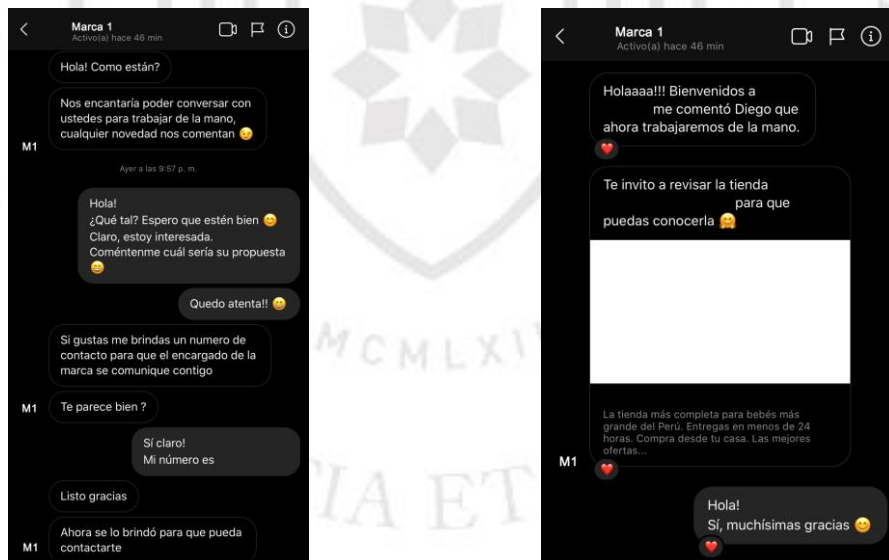 Marca 1
Activo(a) hace 46 min
Hola! Como están?
Nos encantaría poder conversar con
ustedes para trabajar de la mano,
cualquier novedad nos comentan 😉
M1
Ayer a las 9:57 p. m.
Hola!
¿Qué tal? Espero que estén bien 😊
Claro, estoy interesada.
Coméntenme cuál sería su propuesta
😄
Quedo atenta!! 😀
Si gustas me brindas un numero de
contacto para que el encargado de la
marca se comunique contigo
M1
Te parece bien ?
Sí claro!
Mi número es
Listo gracias
Ahora se lo brindó para que pueda
contactarte
M1
Marca 1
Activo(a) hace 46 min
Holaaaa!!! Bienvenidos a
me comentó Diego que
ahora trabajaremos de la mano.
❤️
Te invito a revisar la tienda
para que
puedas conocerla 🤗
La tienda más completa para bebés más
grande del Perú. Entregas en menos de 24
horas. Compra desde tu casa. Las mejores
ofertas...
M1
❤️
Hola!
Sí, muchísimas gracias 😊
❤️
MCMLXI
IA ET